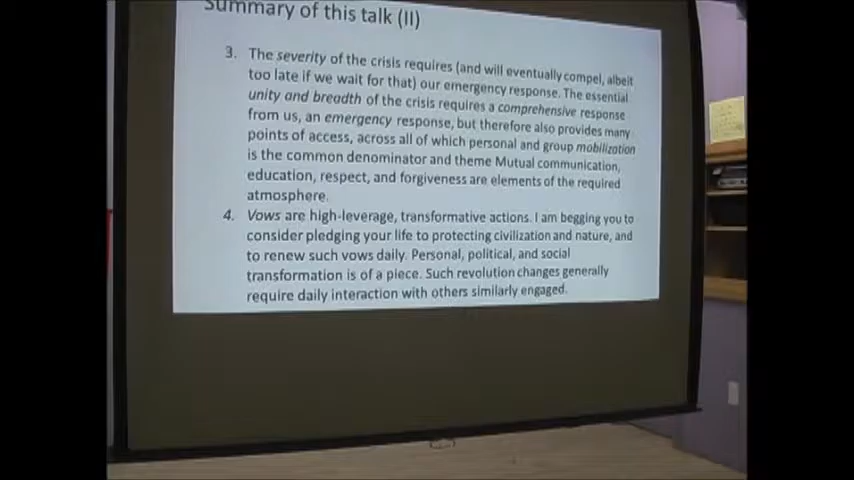 Summary of this talk (II)
3. The severity of the crisis requires (and will eventually compel, albeit
too late if we wait for that) our emergency response. The essential
unity and breadth of the crisis requires a comprehensive response
from us, an emergency response, but therefore also provides many
points of access, across all of which personal and group mobilization
is the common denominator and theme Mutual communication,
education, respect, and forgiveness are elements of the required
atmosphere.
4. Vows are high-leverage, transformative actions. I am begging you to
consider pledging your life to protecting civilization and nature, and
to renew such vows daily. Personal, political, and social
transformation is of a piece. Such revolution changes generally
require daily interaction with others similarly engaged.